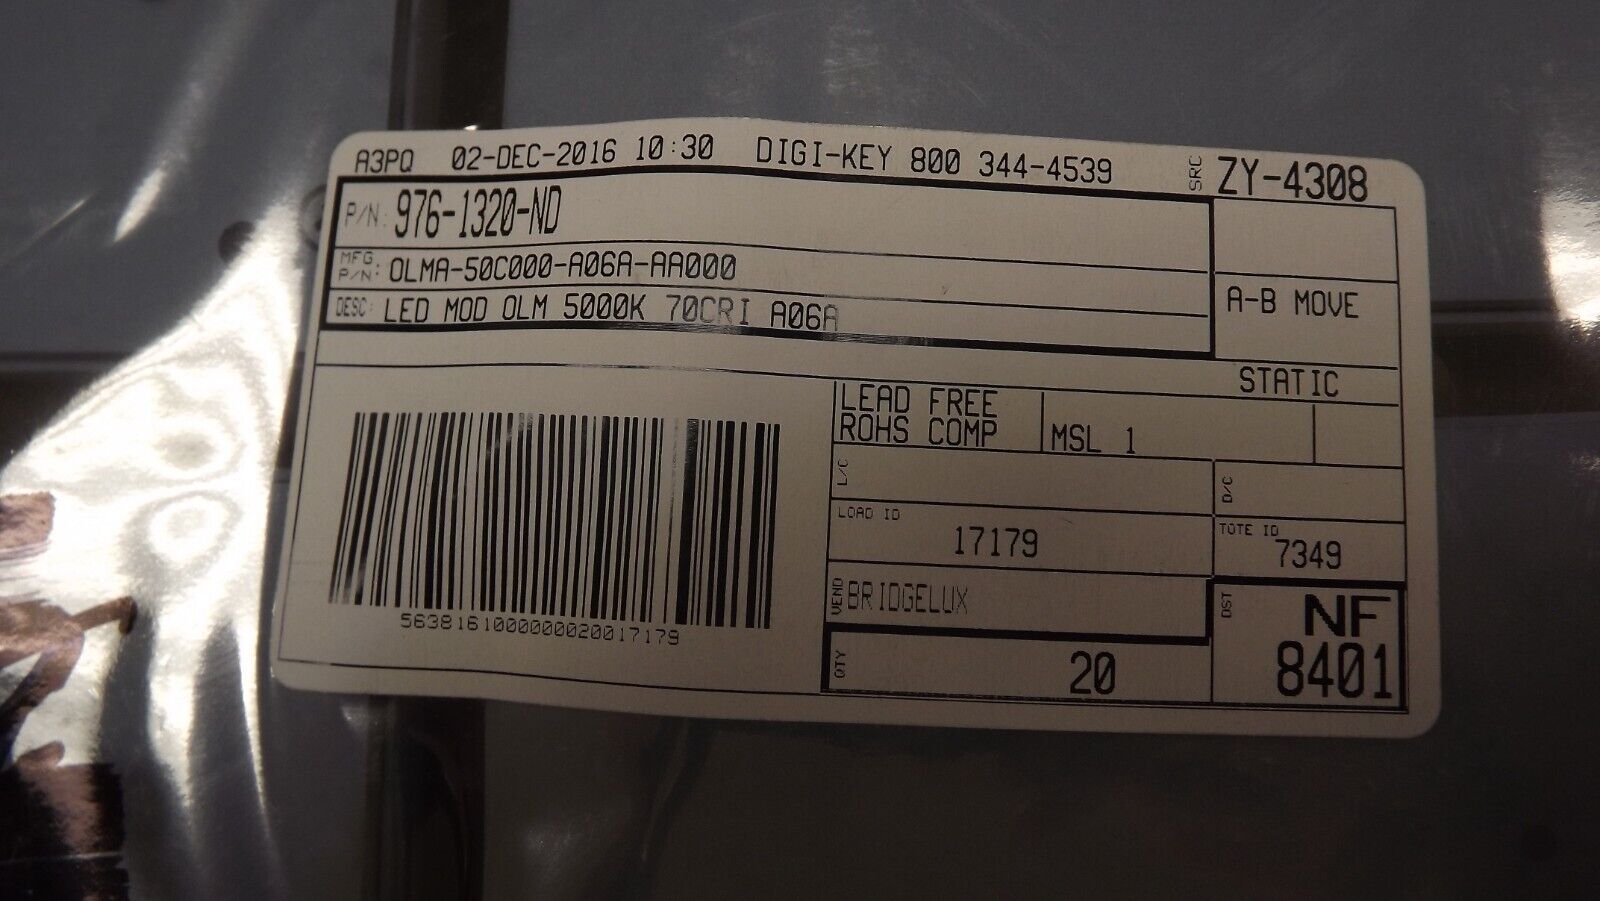 A3PQ 02-DEC-2016 10:30 DIGI-KEY 800 344-4539 SRC ZY-4308
P/N: 976-1320-ND
MFG. P/N: OLMA-50C000-A06A-AA000
DESC: LED MOD OLM 5000K 70CRI A06A
A-B MOVE
STATIC
LEAD FREE
ROHS COMP
MSL 1
L/C
D/C
LOAD ID 17179
TOTE ID 7349
VEND BRIDGELUX
DST NF
8401
QTY 20
5638161000000020017179